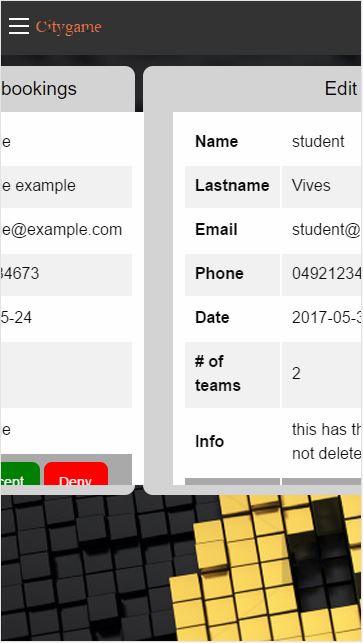 Citygame
bookings
e
e example
e@example.com
34673
5-24
e
cept Deny
Edit
Name student
Lastname Vives
Email student@
Phone 04921234
Date 2017-05-3
# of
teams 2
Info this has th
not delete